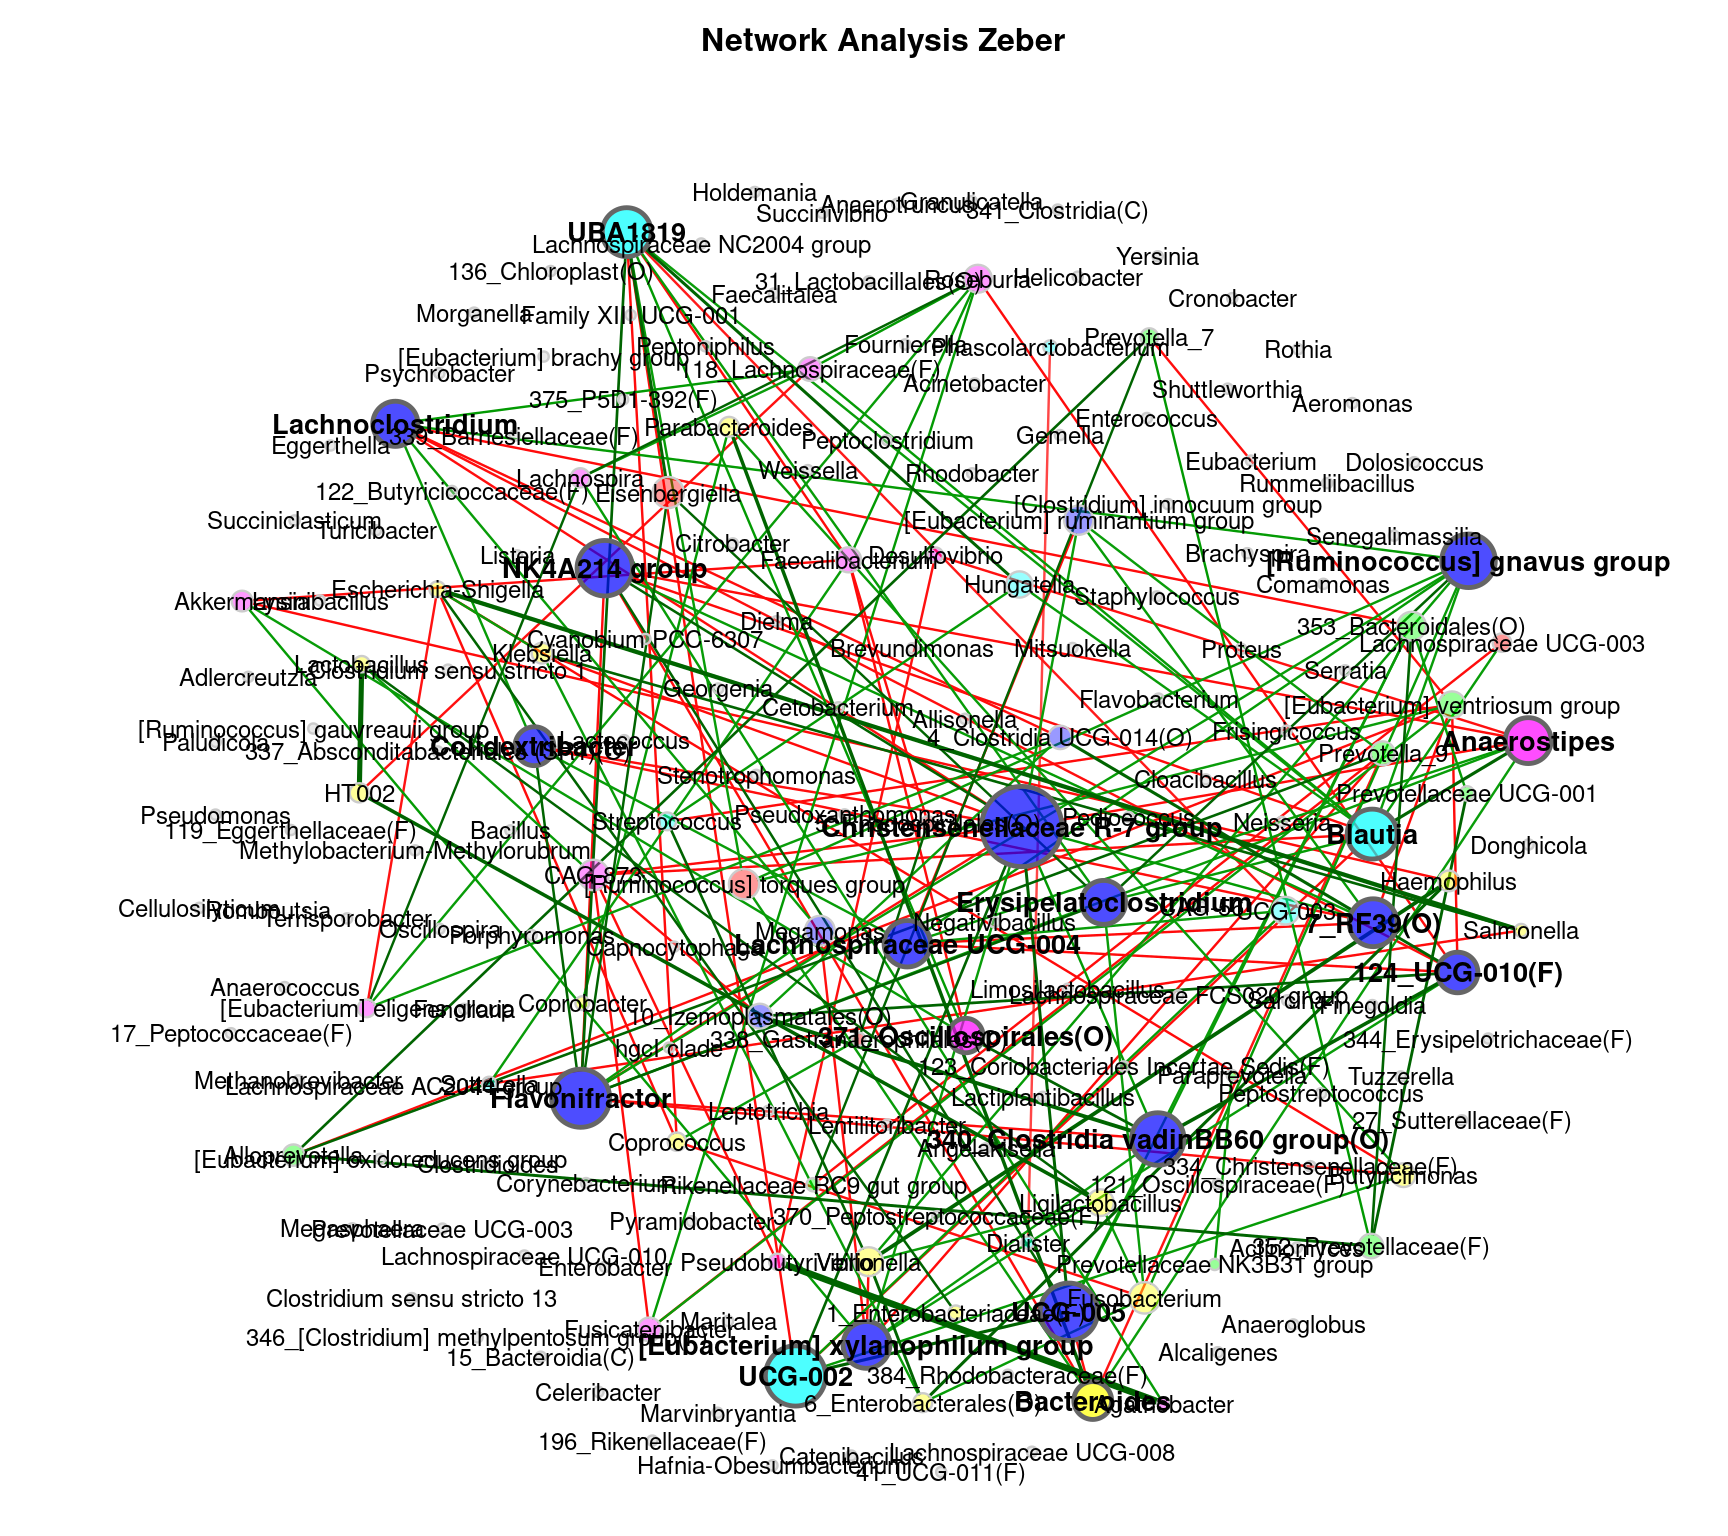 Network Analysis Zeber
Holdemania
Granulicatella
Anaerotruncus
341_Clostridia(C)
Succinivibrio
UBA1819
Lachnospiraceae NC2004 group
Yersinia
136_Chloroplast(O)
31_Lactobacillales(O)
Roseburia
Helicobacter
Faecalitalea
Cronobacter
Morganella
Family XIII UCG-001
Prevotella_7
Peptoniphilus
Fournierella
Phascolarctobacterium
Rothia
[Eubacterium] brachy group
Psychrobacter
118_Lachnospiraceae(F)
Acinetobacter
Shuttleworthia
375_P5D1-392(F)
Aeromonas
Lachnoclostridium
Enterococcus
Parabacteroides
339_Barnesiellaceae(F)
Gemella
Eggerthella
Peptoclostridium
Weissella
Rhodobacter
Eubacterium
Dolosicoccus
Lachnospira
Rummeliibacillus
122_Butyricicoccaceae(F)
Eisenbergiella
[Clostridium] innocuum group
Succiniclasticum
[Eubacterium] ruminantium group
Turicibacter
Senegalimassilia
Citrobacter
Listeria
Desulfovibrio
Brachyspira
Faecalibacterium
[Ruminococcus] gnavus group
NK4A214 group
Hungatella
Comamonas
Escherichia-Shigella
Staphylococcus
Akkermansia
Lysinibacillus
Dielma
353_Bacteroidales(O)
Cyanobium PCC-6307
Lachnospiraceae UCG-003
Klebsiella
Brevundimonas
Mitsuokella
Proteus
Lactobacillus
Clostridium sensu stricto 1
Serratia
Adlercreutzia
Georgenia
Flavobacterium
Cetobacterium
[Eubacterium] ventriosum group
Allisonella
[Ruminococcus] gauvreauii group
Frisingicoccus
4_Clostridia UCG-014(O)
Paludicola
Lactococcus
Anaerostipes
Colidextribacter
Prevotella_9
Stenotrophomonas
Cloacibacillus
HT002
Prevotellaceae UCG-001
Pseudomonas
Pseudoxanthomonas
Pediococcus
Streptococcus
Neisseria
Christensenellaceae R-7 group
119_Eggerthellaceae(F)
Bacillus
Blautia
Methylobacterium-Methylorubrum
Donghicola
CAG-873
[Ruminococcus] torques group
Haemophilus
Erysipelatoclostridium
Cellulosilyticum
Romboutsia
UCG-003
Terrisporobacter
Negativibacillus
7_RF39(O)
Oscillospira
Megamonas
Salmonella
Porphyromonas
Capnocytophaga
Lachnospiraceae UCG-004
124_UCG-010(F)
Anaerococcus
Limosilactobacillus
Lachnospiraceae FCS020 group
Coprobacter
[Eubacterium] eligens group
Finegoldia
10_Izemoplasmatales(O)
17_Peptococcaceae(F)
371_Oscillospirales(O)
344_Erysipelotrichaceae(F)
hgcI clade
123_Coriobacteriales Incertae Sedis(F)
Paraprevotella
Tuzzerella
Methanobrevibacter
Lachnospiraceae AC2044 group
Sutterella
Peptostreptococcus
Flavonifractor
Lactiplantibacillus
Leptotrichia
27_Sutterellaceae(F)
Lentilitoribacter
Coprococcus
340_Clostridia vadinBB60 group(O)
Angelakisella
Alloprevotella
[Eubacterium] oxidoreducens group
Clostridioides
334_Christensenellaceae(F)
Butyricimonas
Corynebacterium
Rikenellaceae RC9 gut group
121_Oscillospiraceae(F)
Ligilactobacillus
370_Peptostreptococcaceae(F)
Pyramidobacter
Megasphaera
Prevotellaceae UCG-003
Dialister
Actinomyces
352_Prevotellaceae(F)
Lachnospiraceae UCG-010
Pseudobutyrivibrio
Veillonella
Prevotellaceae NK3B31 group
Enterobacter
Clostridium sensu stricto 13
Fusobacterium
1_Enterobacteriaceae(F)
UCG-005
Maritalea
Fusicatenibacter
Anaeroglobus
346_[Clostridium] methylpentosum group(F)
[Eubacterium] xylanophilum group
Alcaligenes
15_Bacteroidia(C)
UCG-002
384_Rhodobacteraceae(F)
Celeribacter
Bacteroides
6_Enterobacterales(O)
Agathobacter
Marvinbryantia
196_Rikenellaceae(F)
Lachnospiraceae UCG-008
Catenibacillus
Hafnia-Obesumbacterium
41_UCG-011(F)